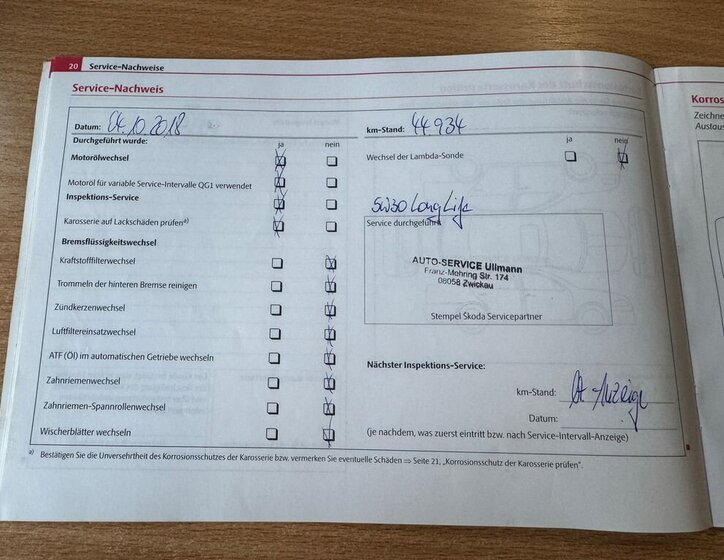 20 Service-Nachweise
Service-Nachweis
Datum: 04.10.2018
km-Stand: 44934
Durchgeführt wurde:
ja nein
ja nein
Motorölwechsel
Wechsel der Lambda-Sonde
Motoröl für variable Service-Intervalle QG1 verwendet
Inspektions-Service
Karosserie auf Lackschäden prüfen a)
Bremsflüssigkeitswechsel
Kraftstofffilterwechsel
Trommeln der hinteren Bremse reinigen
Zündkerzenwechsel
Luftfiltereinsatzwechsel
ATF (Öl) im automatischen Getriebe wechseln
Zahnriemenwechsel
Zahnriemen-Spannrollenwechsel
Wischerblätter wechseln
5W30 LongLife
Service durchgeführt
AUTO-SERVICE Ullmann
Franz-Mehring Str. 174
08058 Zwickau
Stempel Škoda Servicepartner
Nächster Inspektions-Service:
km-Stand: lt. Anzeige
Datum:
(je nachdem, was zuerst eintritt bzw. nach Service-Intervall-Anzeige)
a) Bestätigen Sie die Unversehrtheit des Korrosionsschutzes der Karosserie bzw. vermerken Sie eventuelle Schäden ⇒ Seite 21, „Korrosionsschutz der Karosserie prüfen“.
Korros
Zeichne
Austaus